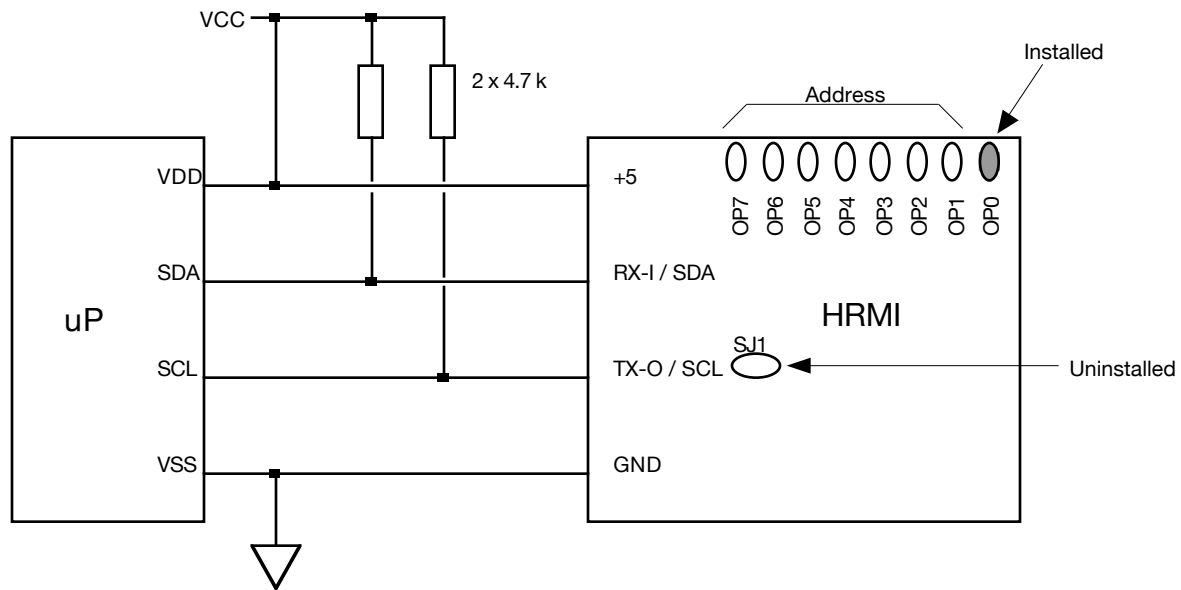 VCC
Installed
2 x 4.7 k
Address
VDD
+5
OP7
OP6
OP5
OP4
OP3
OP2
OP1
OP0
SDA
RX-I / SDA
uP
HRMI
SJ1
SCL
TX-O / SCL
Uninstalled
VSS
GND